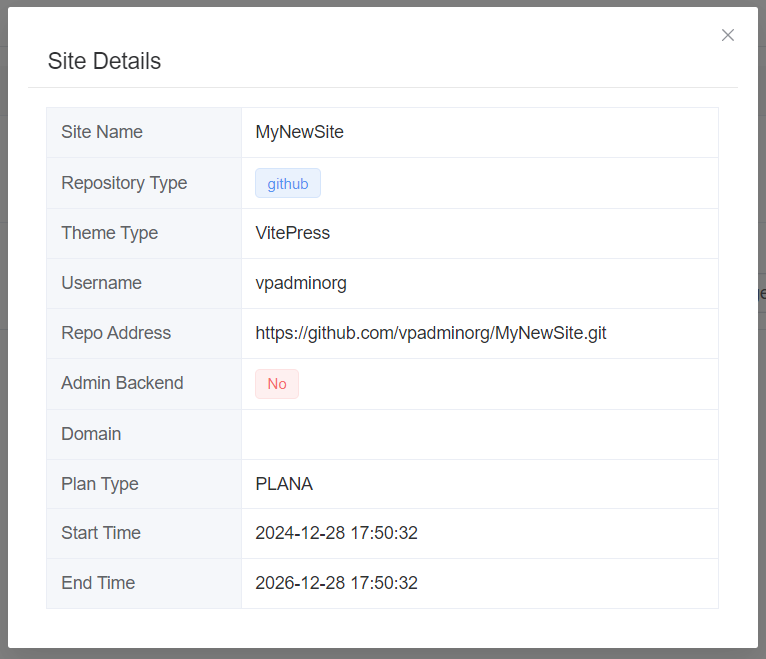 Site Details
Site Name MyNewSite
Repository Type github
Theme Type VitePress
Username vpadminorg
Repo Address https://github.com/vpadminorg/MyNewSite.git
Admin Backend No
Domain
Plan Type PLANA
Start Time 2024-12-28 17:50:32
End Time 2026-12-28 17:50:32